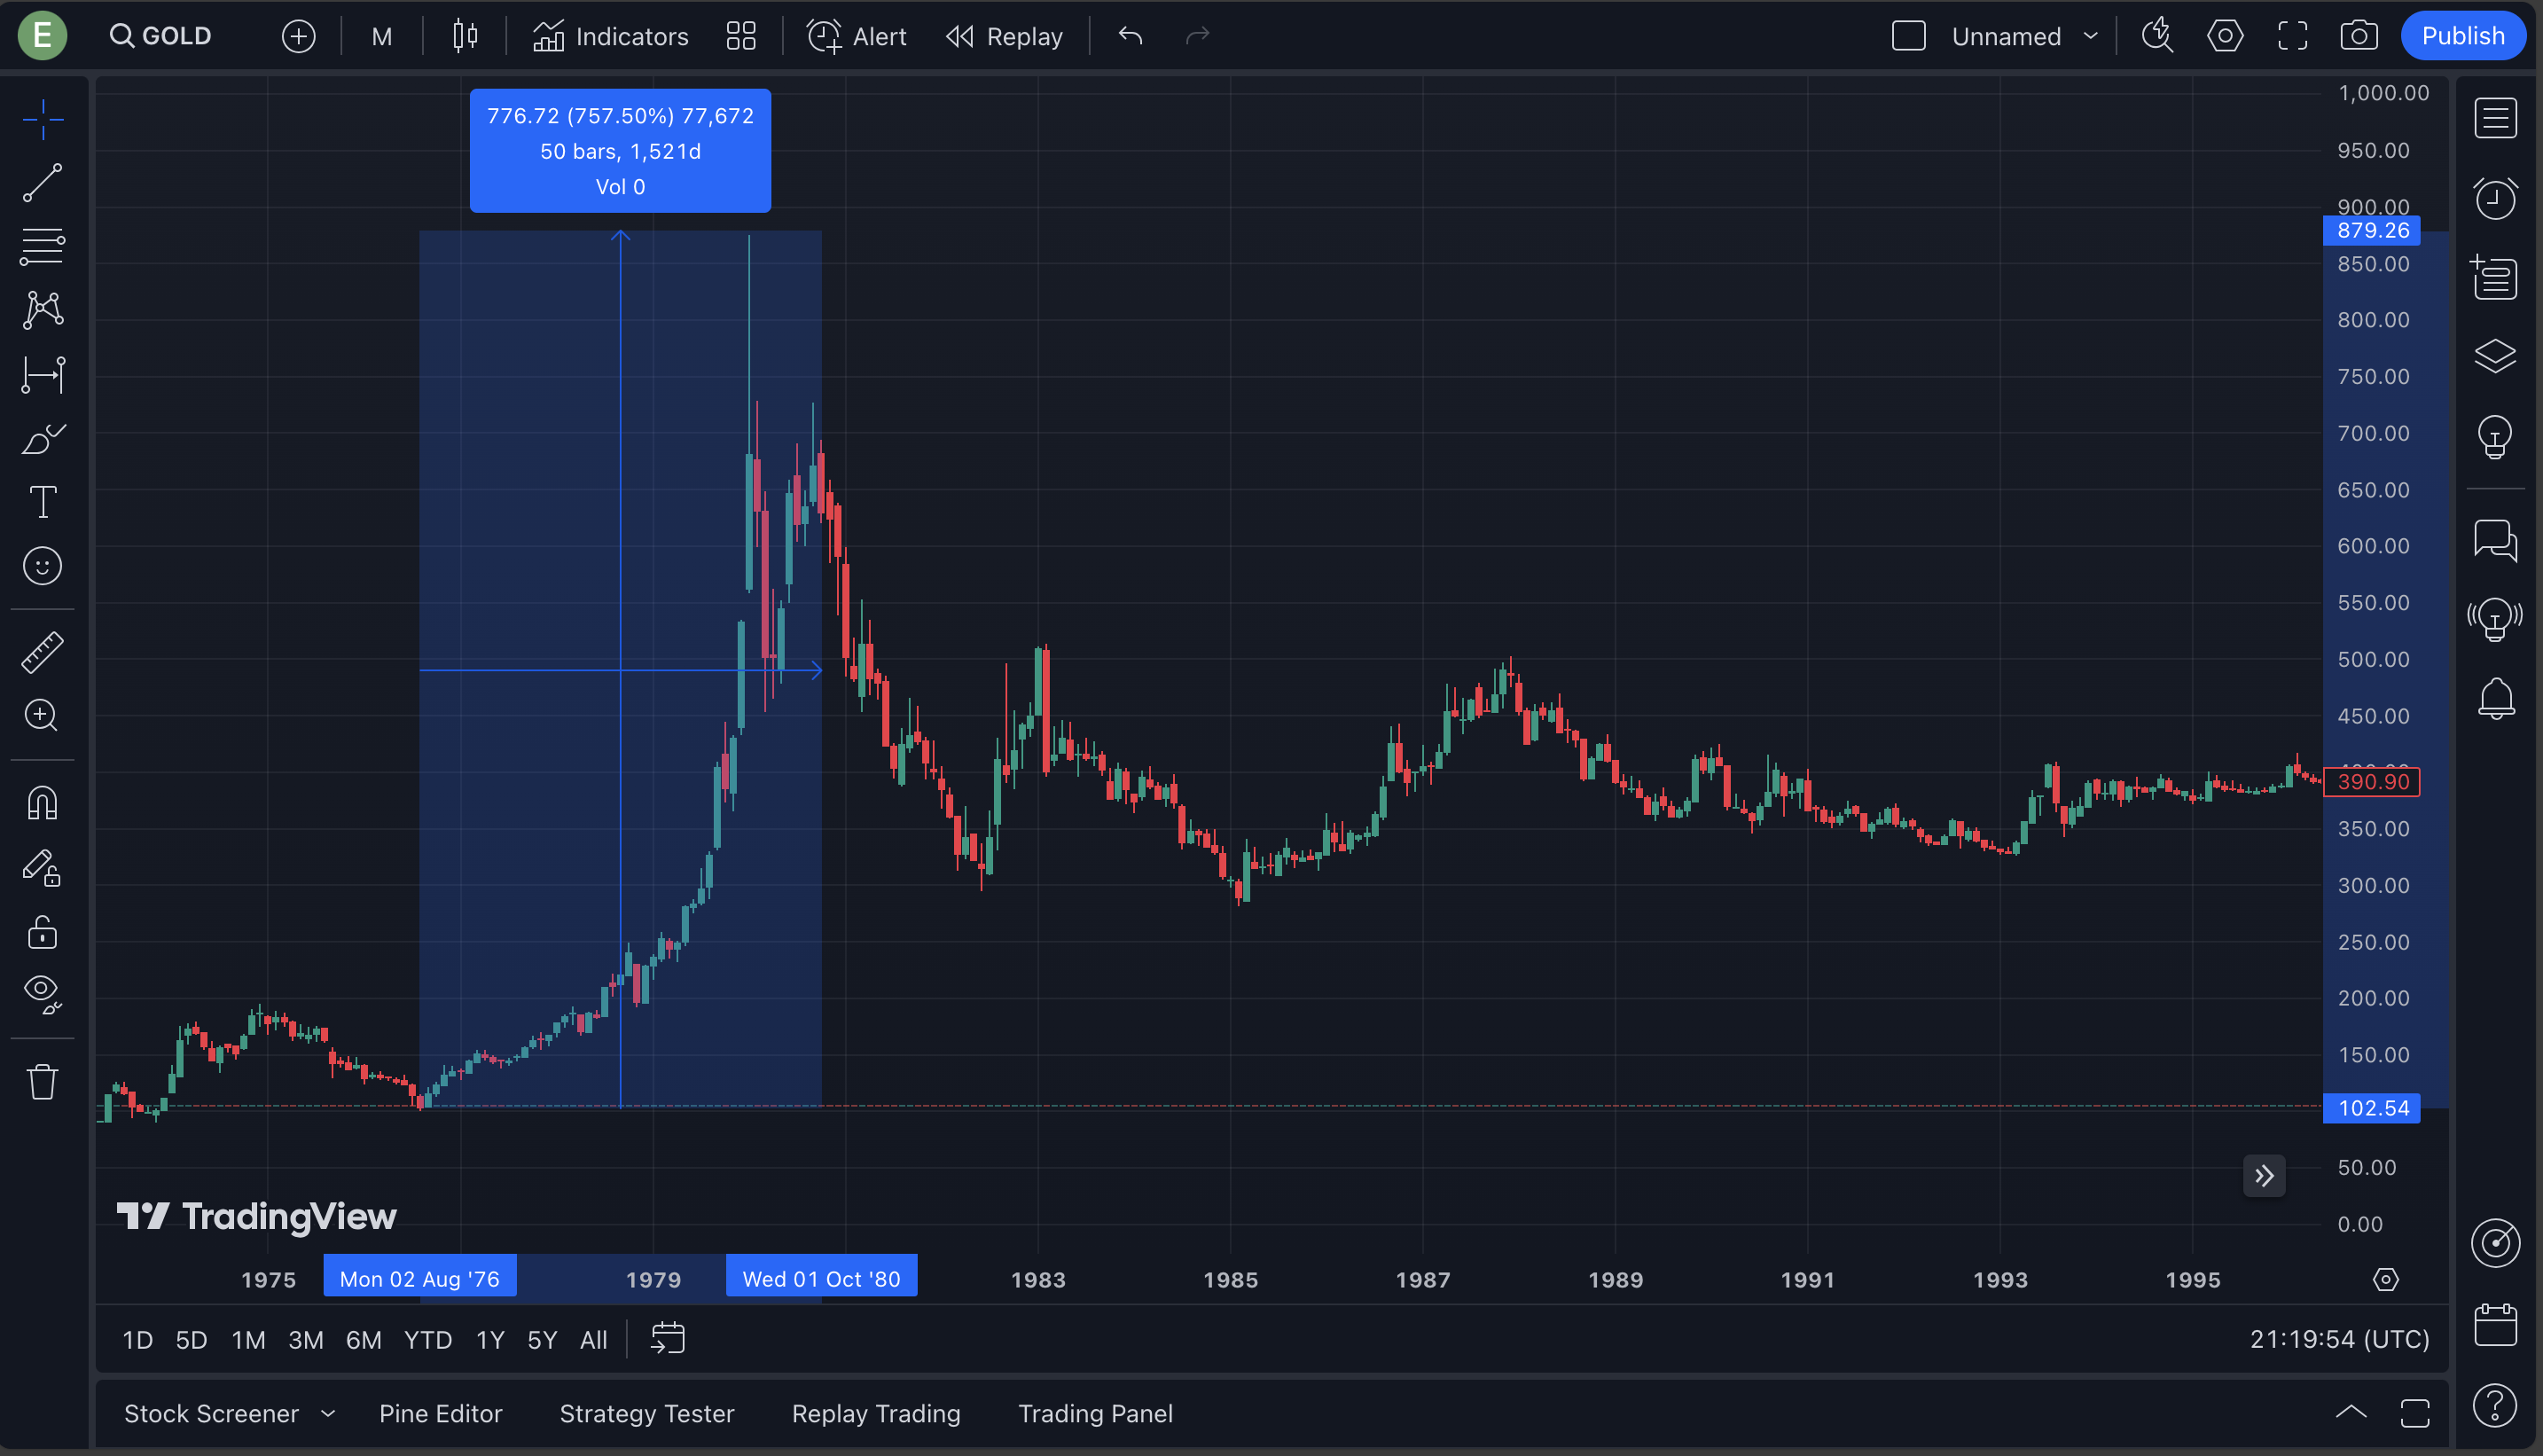 E GOLD M Indicators Alert Replay Unnamed Publish
776.72 (757.50%) 77,672
50 bars, 1,521d
Vol 0
1,000.00
950.00
900.00
879.26
850.00
800.00
750.00
700.00
650.00
600.00
550.00
500.00
450.00
390.90
350.00
300.00
250.00
200.00
150.00
102.54
50.00
0.00
TradingView
1975 Mon 02 Aug '76 1979 Wed 01 Oct '80 1983 1985 1987 1989 1991 1993 1995
1D 5D 1M 3M 6M YTD 1Y 5Y All 21:19:54 (UTC)
Stock Screener Pine Editor Strategy Tester Replay Trading Trading Panel